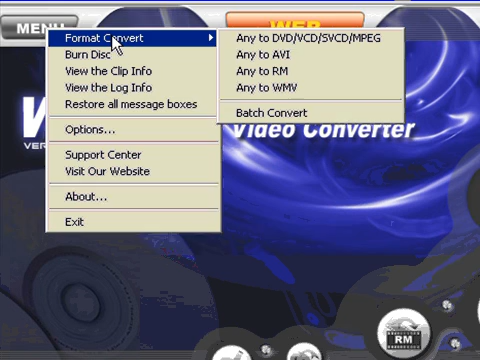 MENU
WEB
Format Convert
Burn Disc
View the Clip Info
View the Log Info
Restore all message boxes
Options...
Support Center
Visit Our Website
About...
Exit
Any to DVD/VCD/SVCD/MPEG
Any to AVI
Any to RM
Any to WMV
Batch Convert
Video Converter
RM